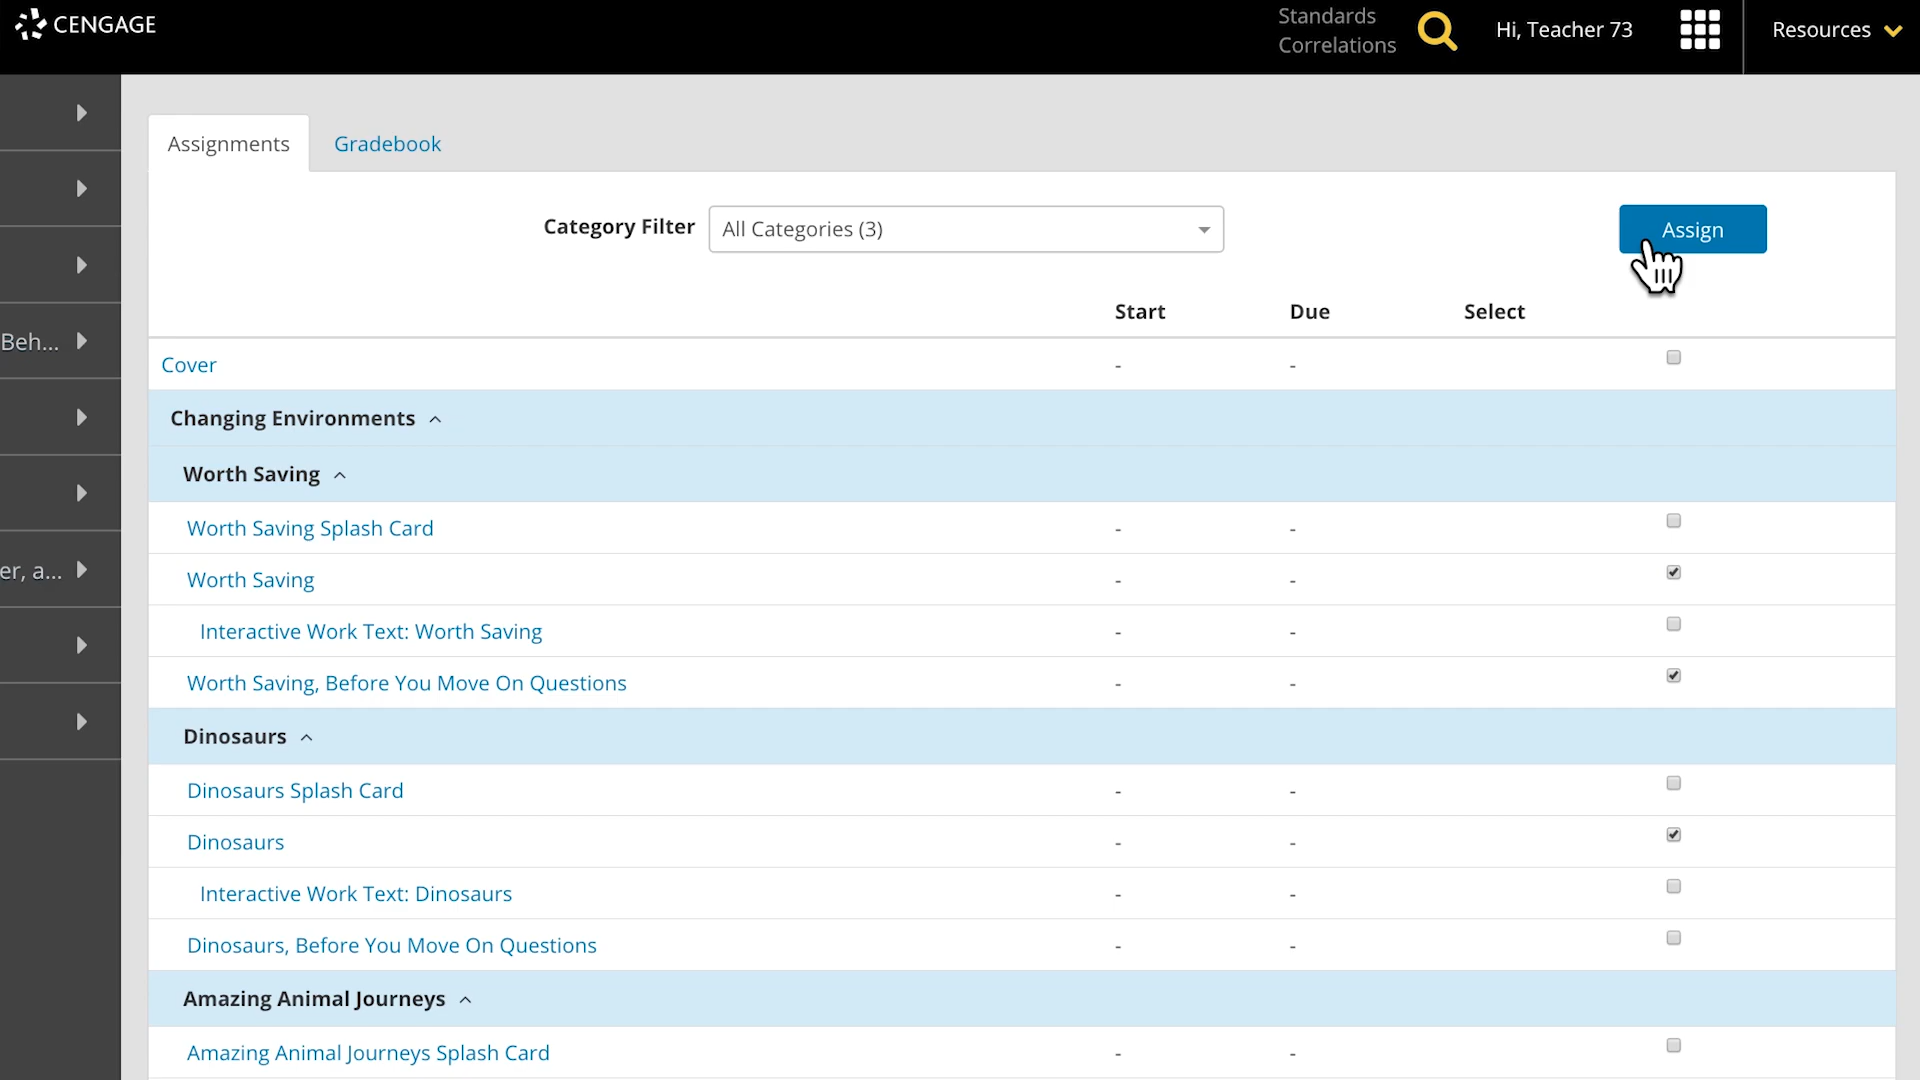 CENGAGE
Standards
Correlations
Hi, Teacher 73
Resources
Assignments
Gradebook
Category Filter
All Categories (3)
Assign
Start Due Select
Cover - -
Changing Environments
Worth Saving
Worth Saving Splash Card - -
Worth Saving - -
Beh...
Interactive Work Text: Worth Saving - -
er, a...
Worth Saving, Before You Move On Questions - -
Dinosaurs
Dinosaurs Splash Card - -
Dinosaurs - -
Interactive Work Text: Dinosaurs - -
Dinosaurs, Before You Move On Questions - -
Amazing Animal Journeys
Amazing Animal Journeys Splash Card - -